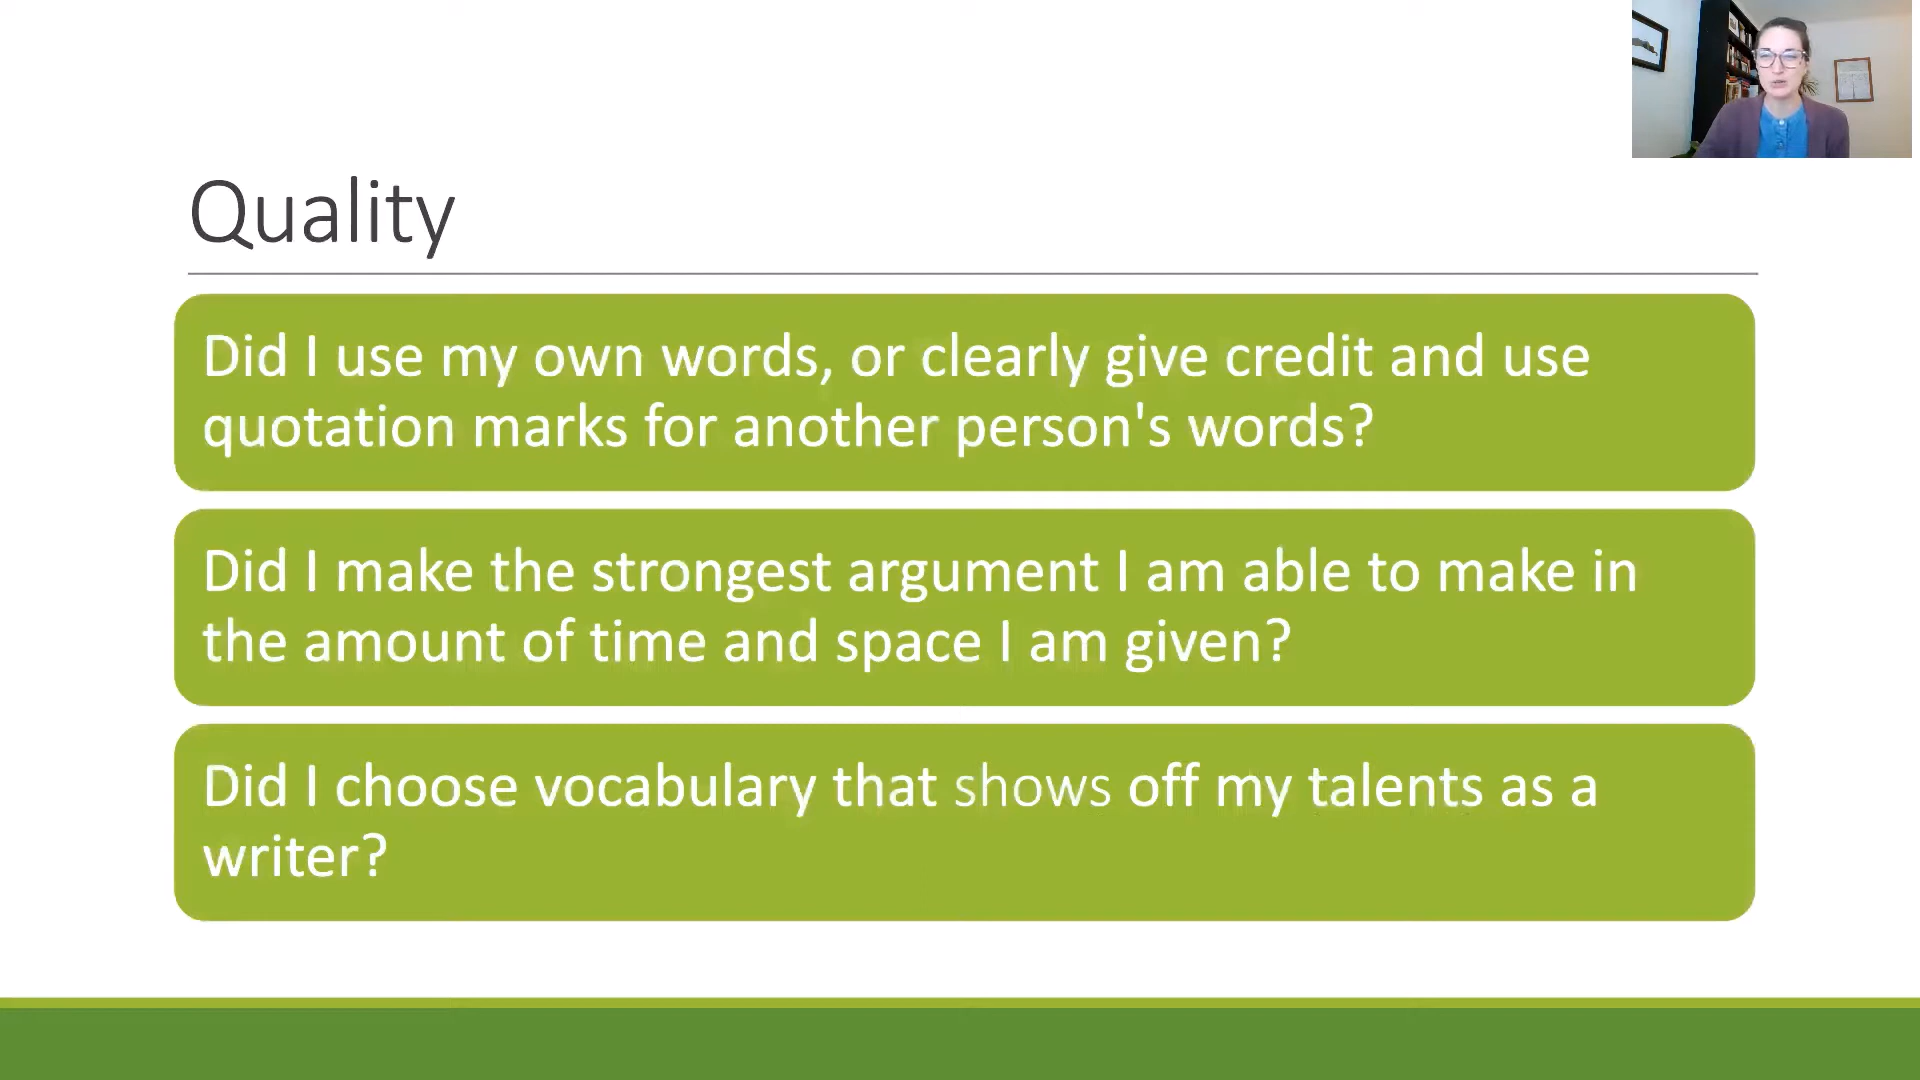 Quality
Did I use my own words, or clearly give credit and use
quotation marks for another person's words?
Did I make the strongest argument I am able to make in
the amount of time and space I am given?
Did I choose vocabulary that shows off my talents as a
writer?